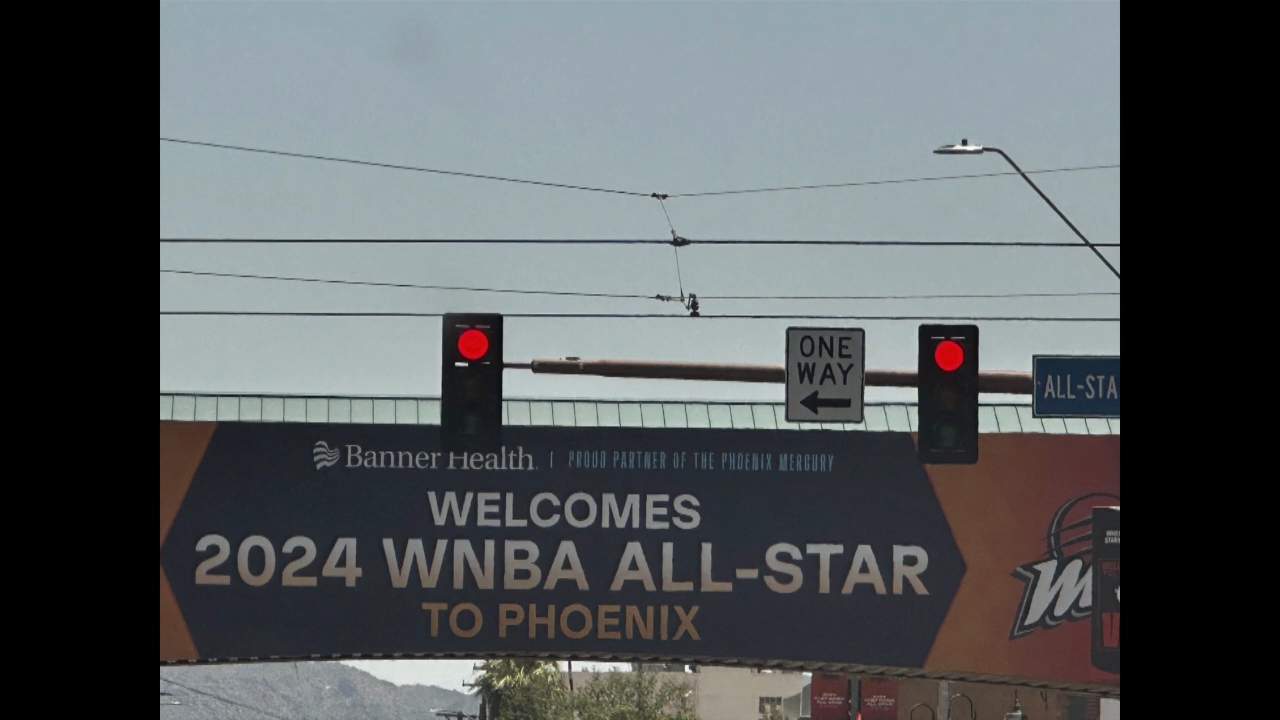 ONE
WAY
ALL-STA
Banner Health. | PROUD PARTNER OF THE PHOENIX MERCURY
WELCOMES
2024 WNBA ALL-STAR
TO PHOENIX
M